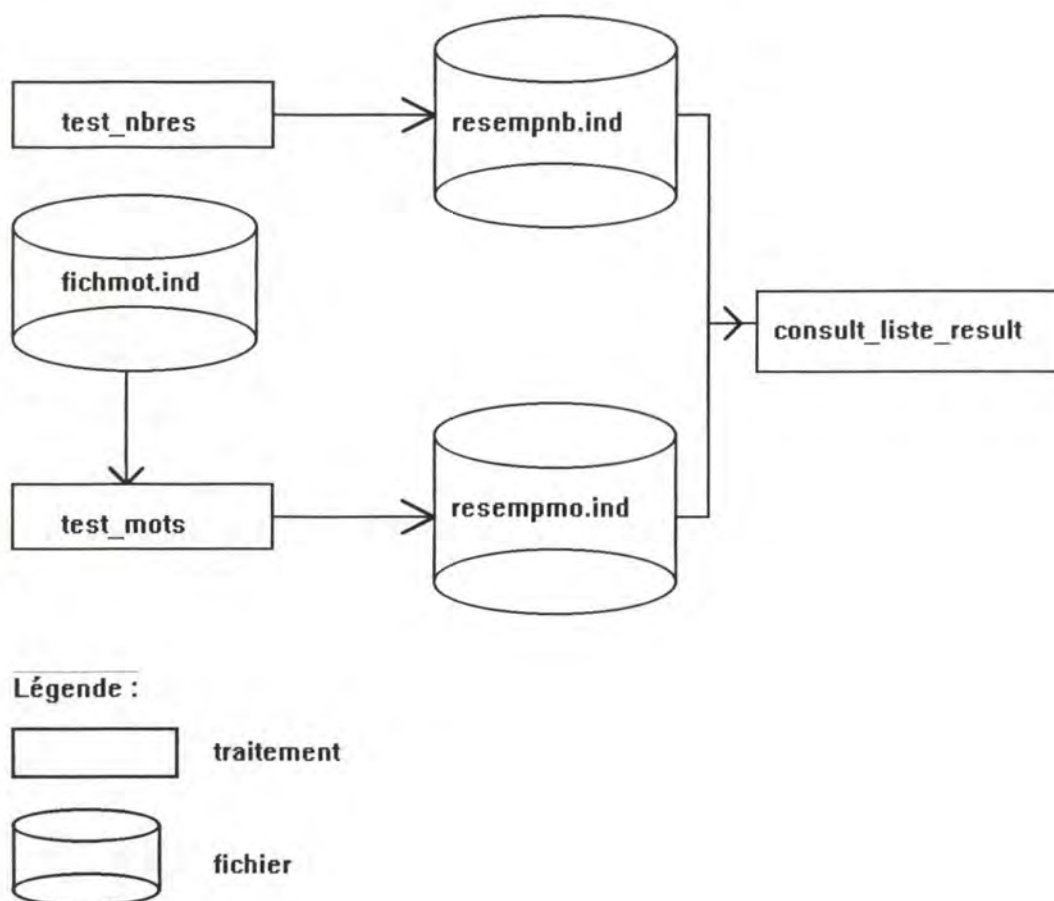 test_nbres
resempnb.ind
fichmot.ind
consult_liste_result
test_mots
resempmo.ind
Légende :
traitement
fichier